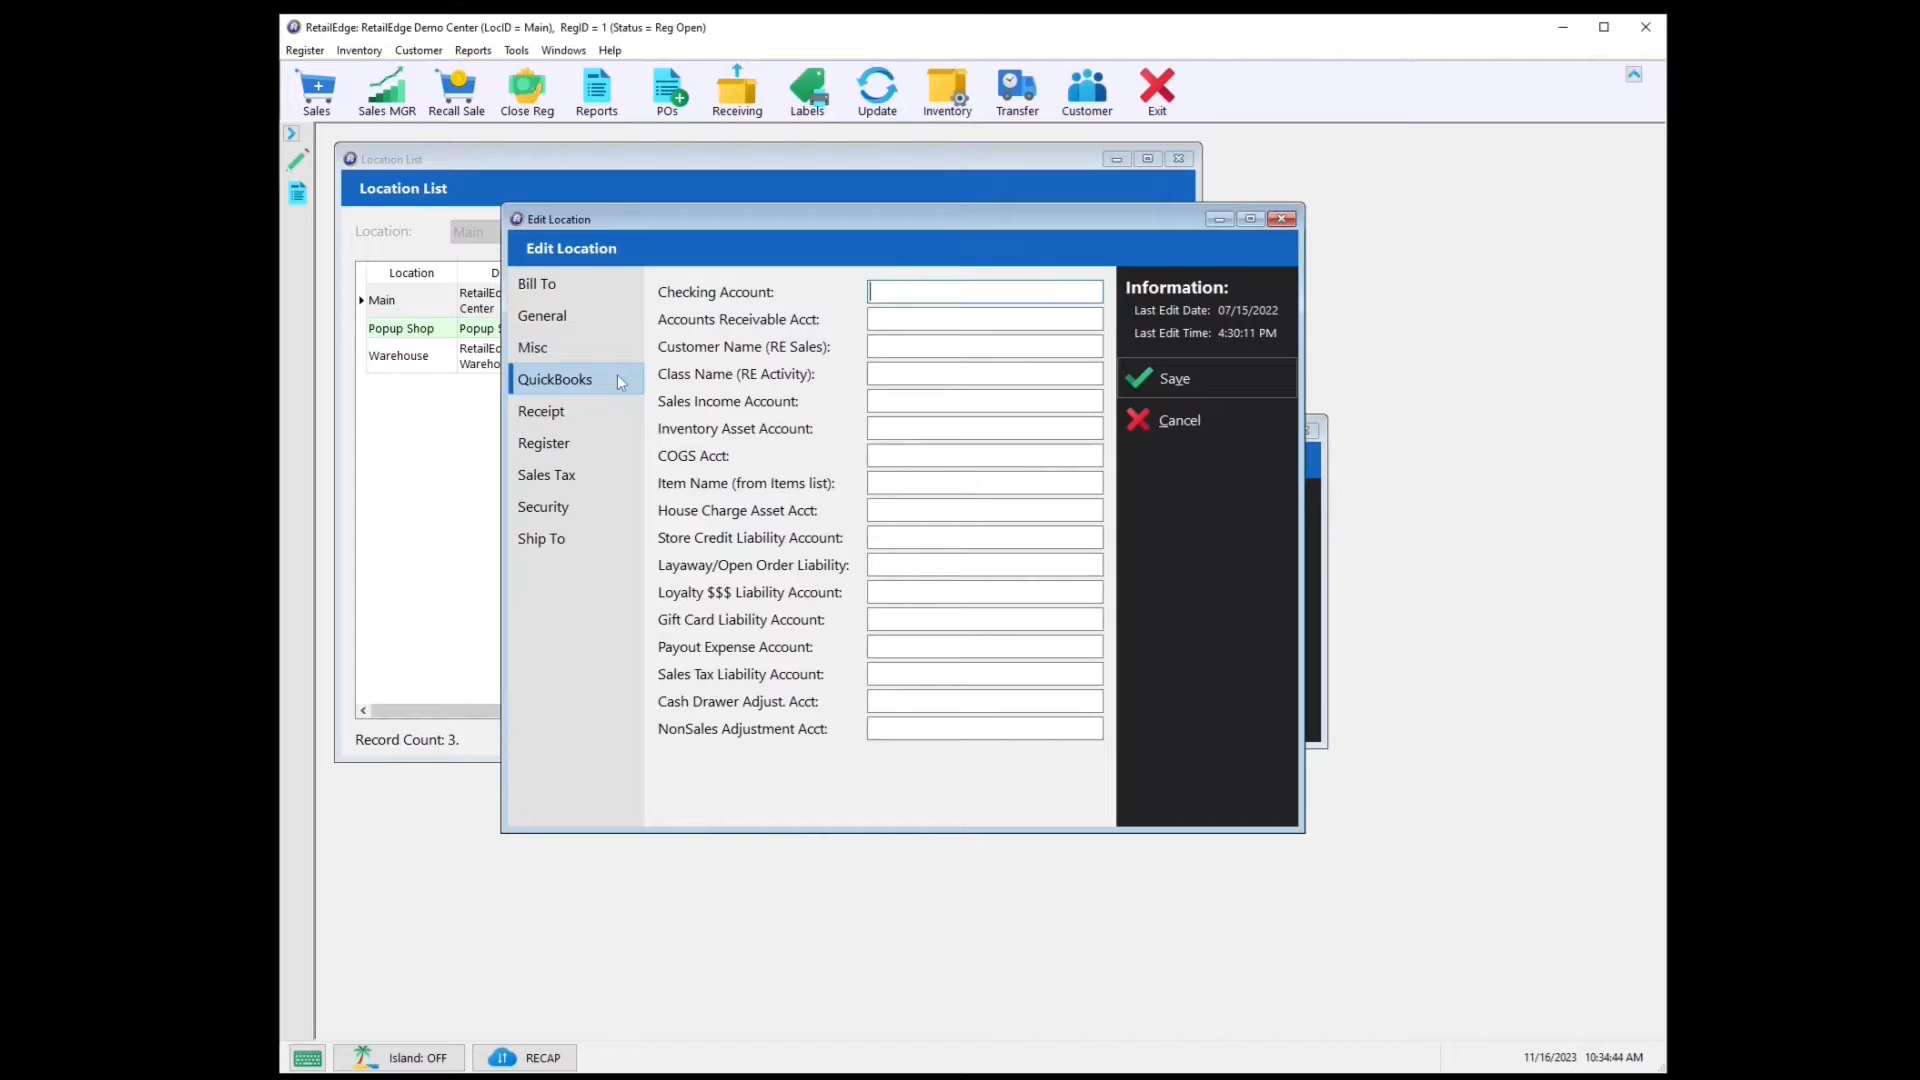 RetailEdge: RetailEdge Demo Center (LocID = Main),  RegID = 1 (Status = Reg Open)
Register Inventory Customer Reports Tools Windows Help
Sales Sales MGR Recall Sale Close Reg Reports POs Receiving Labels Update Inventory Transfer Customer Exit
Location List
Location List
Location: Main
Location D
Main RetailEd
Center
Popup Shop Popup S
Warehouse RetailEd
Wareho
Record Count: 3.
Edit Location
Edit Location
Bill To
General
Misc
QuickBooks
Receipt
Register
Sales Tax
Security
Ship To
Checking Account:
Accounts Receivable Acct:
Customer Name (RE Sales):
Class Name (RE Activity):
Sales Income Account:
Inventory Asset Account:
COGS Acct:
Item Name (from Items list):
House Charge Asset Acct:
Store Credit Liability Account:
Layaway/Open Order Liability:
Loyalty $$$ Liability Account:
Gift Card Liability Account:
Payout Expense Account:
Sales Tax Liability Account:
Cash Drawer Adjust. Acct:
NonSales Adjustment Acct:
Information:
Last Edit Date: 07/15/2022
Last Edit Time: 4:30:11 PM
Save
Cancel
Island: OFF RECAP 11/16/2023 10:34:44 AM